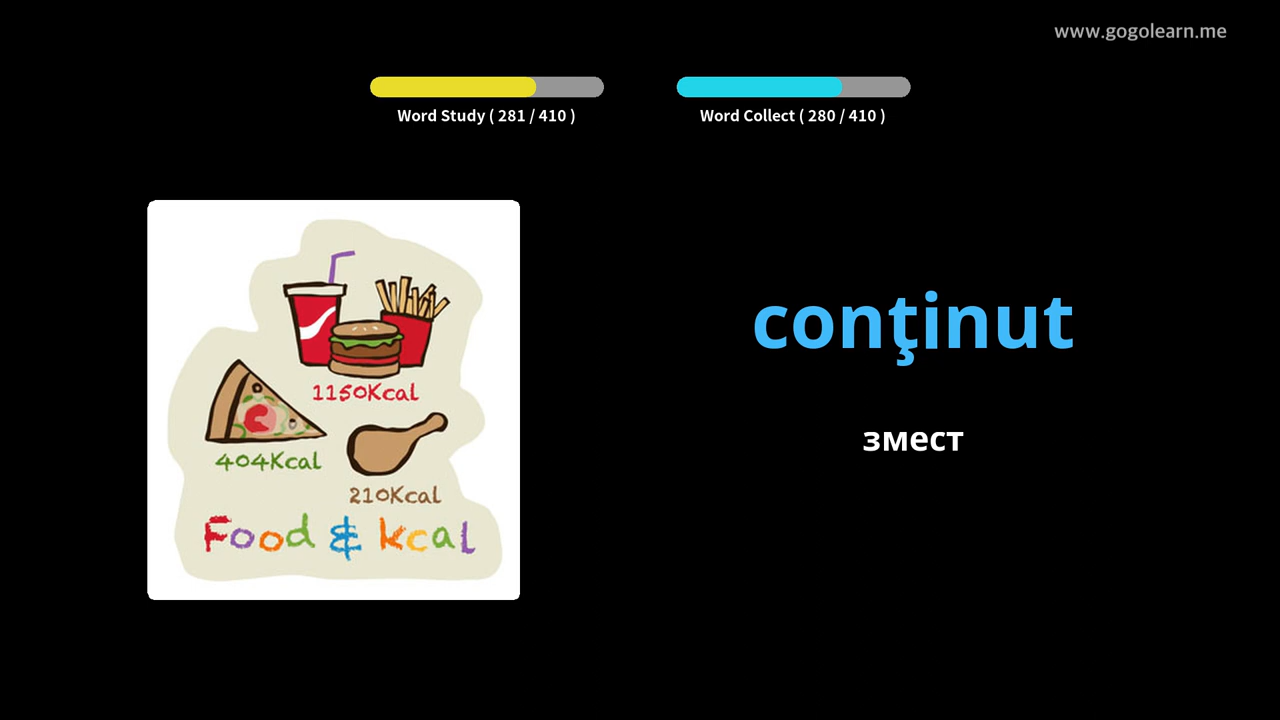 www.gogolearn.me
Word Study ( 281 / 410 )
Word Collect ( 280 / 410 )
1150Kcal
404Kcal
210Kcal
Food & kcal
conţinut
змест